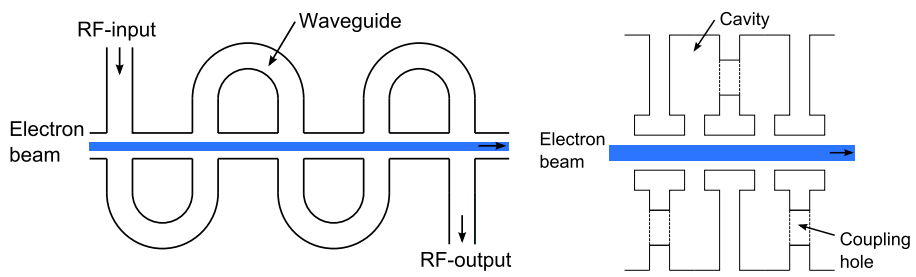 RF-input
Waveguide
Electron
beam
RF-output
Cavity
Electron
beam
Coupling
hole